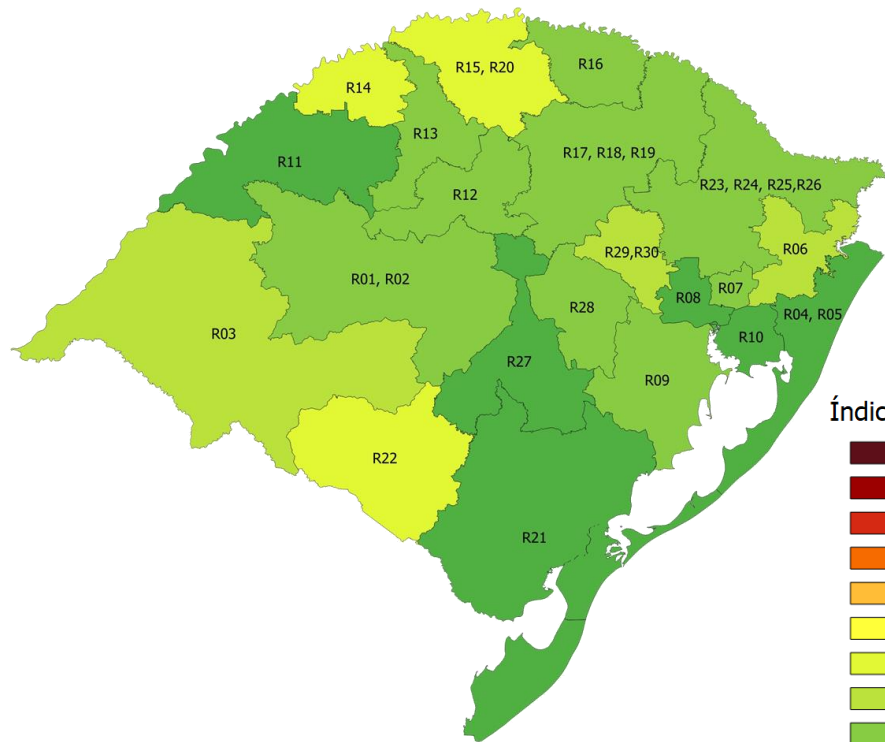 R15, R20
R16
R14
R13
R17, R18, R19
R11
R23, R24, R25,R26
R12
R29,R30
R06
R01, R02
R07
R08
R28
R04, R05
R03
R10
R27
R09
Índic
R22
R21